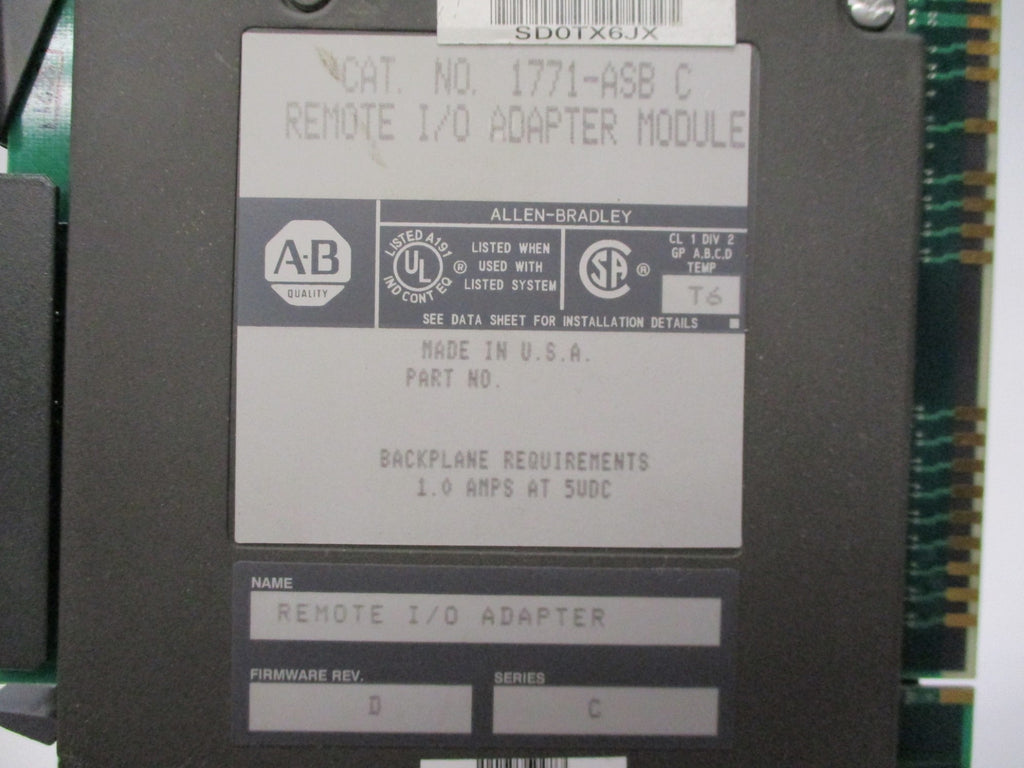 SD0TX6JX
CAT. NO. 1771-ASB C
REMOTE I/O ADAPTER MODULE
ALLEN-BRADLEY
A-B
QUALITY
LISTED A191
UL
IND CONT EQ
®
LISTED WHEN
USED WITH
LISTED SYSTEM
SA
®
CL 1 DIV 2
GP A,B,C,D
TEMP
T6
SEE DATA SHEET FOR INSTALLATION DETAILS
MADE IN U.S.A.
PART NO.
BACKPLANE REQUIREMENTS
1.0 AMPS AT 5VDC
NAME
REMOTE I/O ADAPTER
FIRMWARE REV. SERIES
D C